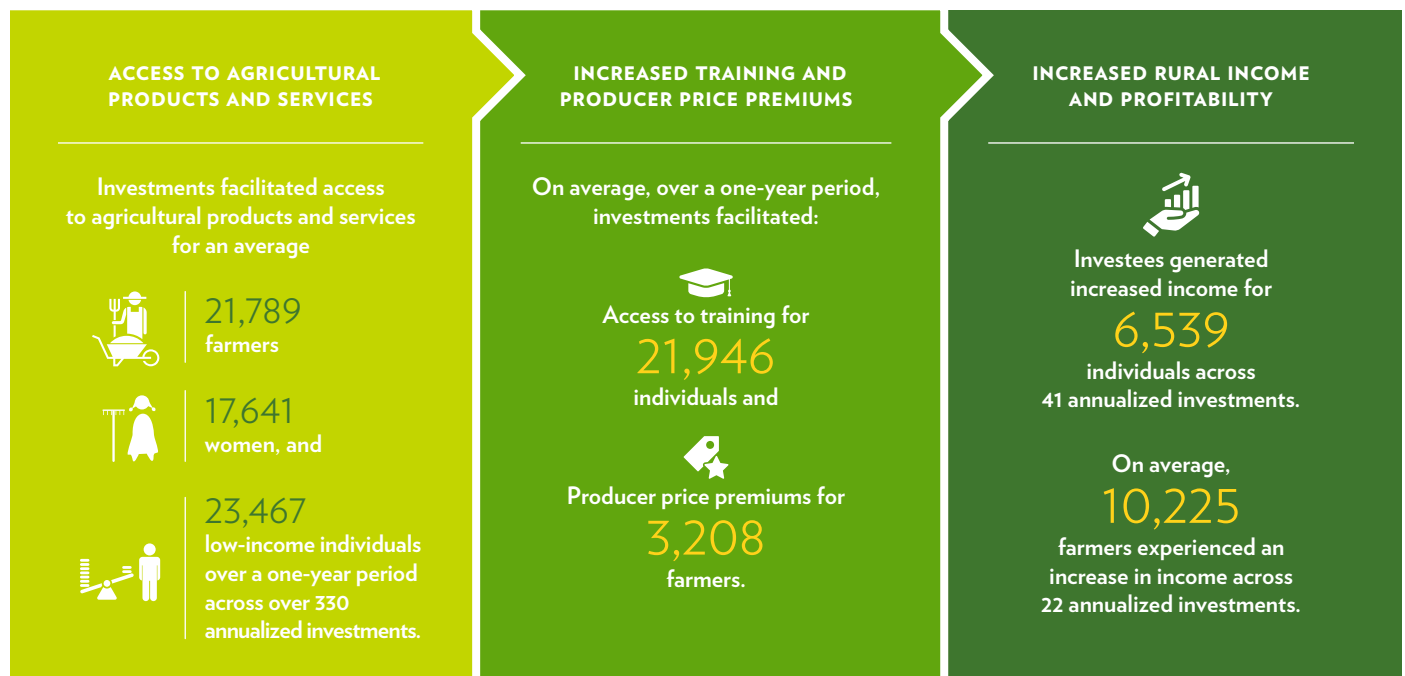 ACCESS TO AGRICULTURAL
PRODUCTS AND SERVICES
Investments facilitated access
to agricultural products and services
for an average
21,789
farmers
17,641
women, and
23,467
low-income individuals
over a one-year period
across over 330
annualized investments.
INCREASED TRAINING AND
PRODUCER PRICE PREMIUMS
On average, over a one-year period,
investments facilitated:
Access to training for
21,946
individuals and
Producer price premiums for
3,208
farmers.
INCREASED RURAL INCOME
AND PROFITABILITY
Investees generated
increased income for
6,539
individuals across
41 annualized investments.
On average,
10,225
farmers experienced an
increase in income across
22 annualized investments.